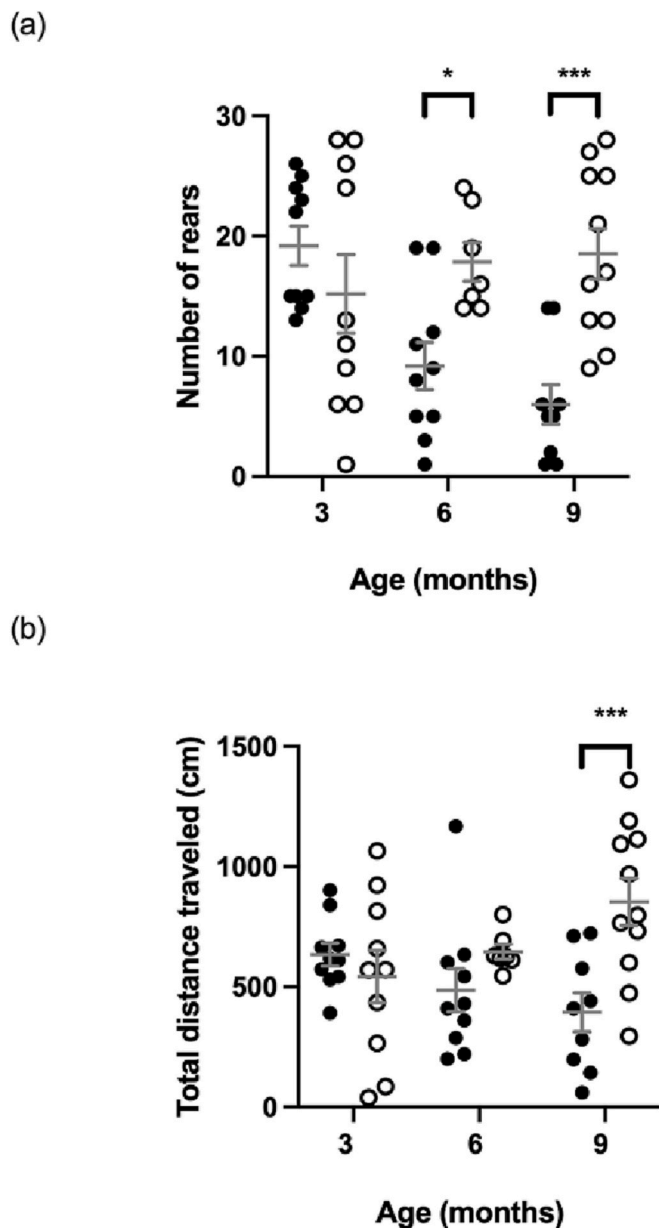 (a)
*
***
30
20
10
0
Number of rears
3 6 9
Age (months)
(b)
***
1500
1000
500
0
Total distance traveled (cm)
3 6 9
Age (months)